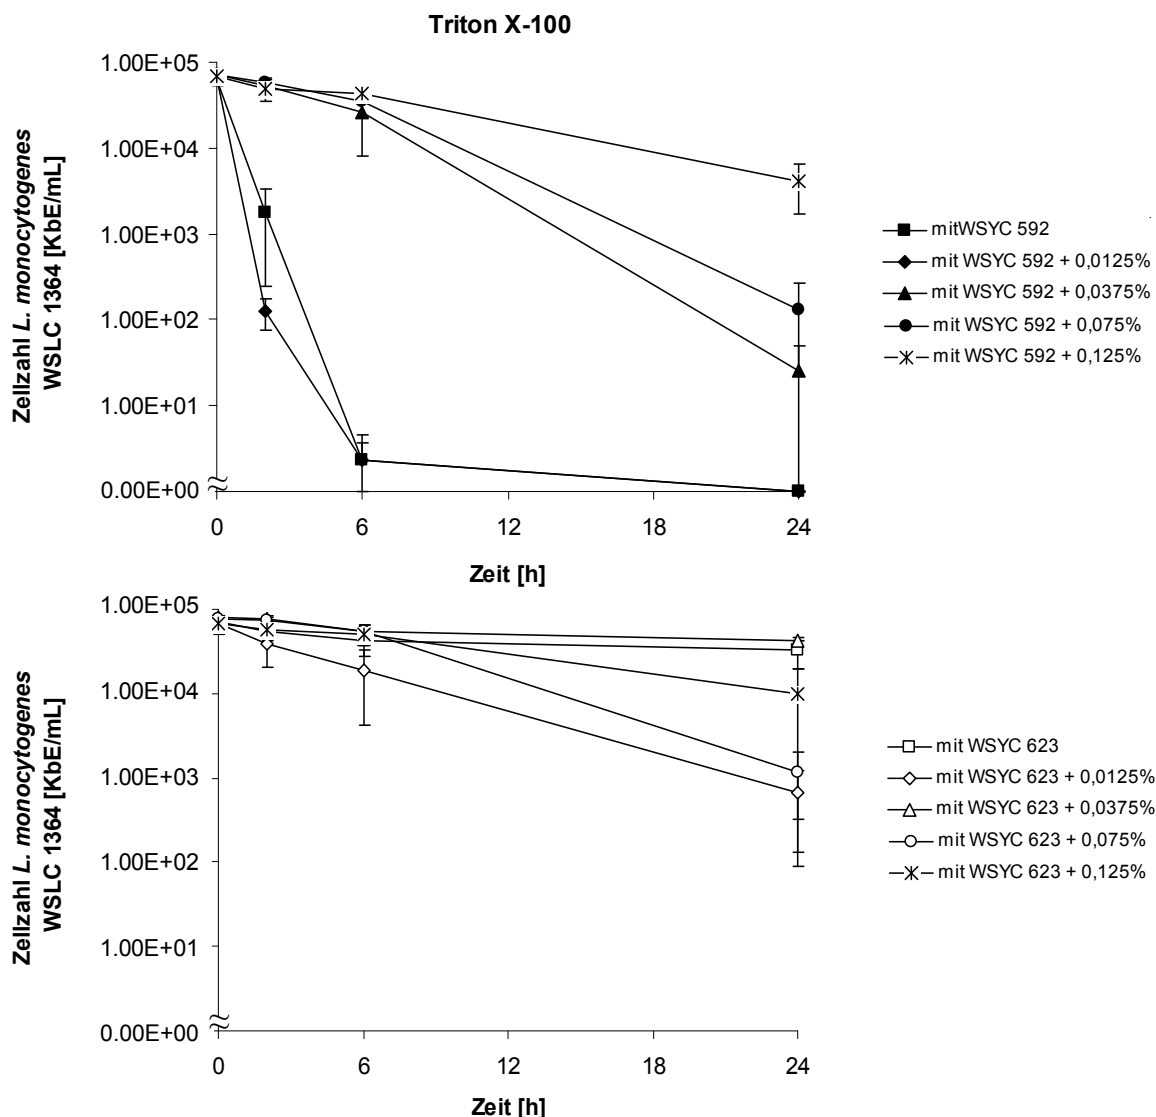 Triton X-100
Zellzahl L. monocytogenes
WSLC 1364 [KbE/mL]
1.00E+05
1.00E+04
1.00E+03
1.00E+02
1.00E+01
0.00E+00
0 6 12 18 24
Zeit [h]
mitWSYC 592
mit WSYC 592 + 0,0125%
mit WSYC 592 + 0,0375%
mit WSYC 592 + 0,075%
mit WSYC 592 + 0,125%
Zellzahl L. monocytogenes
WSLC 1364 [KbE/mL]
1.00E+05
1.00E+04
1.00E+03
1.00E+02
1.00E+01
0.00E+00
0 6 12 18 24
Zeit [h]
mit WSYC 623
mit WSYC 623 + 0,0125%
mit WSYC 623 + 0,0375%
mit WSYC 623 + 0,075%
mit WSYC 623 + 0,125%